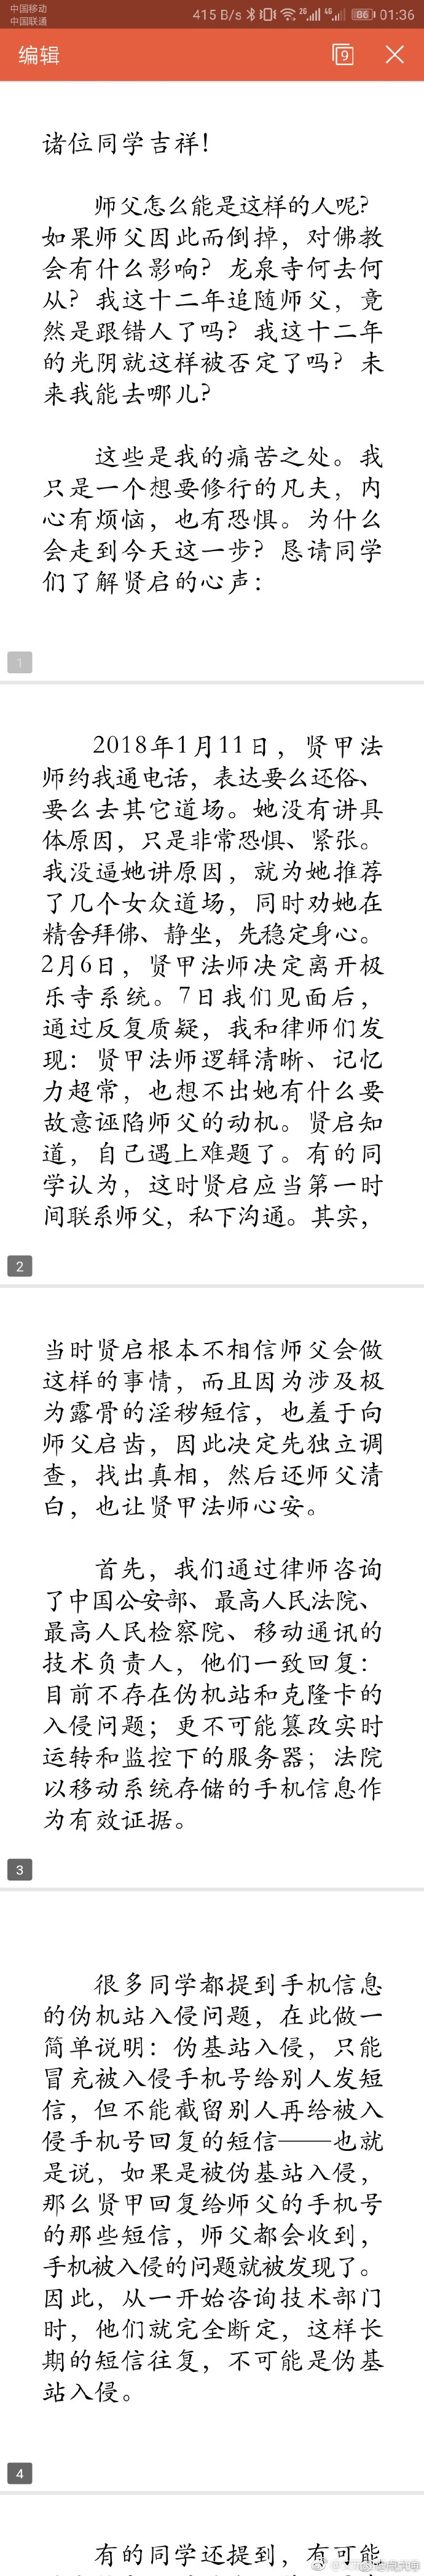 中国移动
中国联通
415 B/s
2G
4G
86
01:36
编辑
9
诸位同学吉祥!
师父怎么能是这样的人呢?
如果师父因此而倒掉，对佛教
会有什么影响? 龙泉寺何去何
从? 我这十二年追随师父，竟
然是跟错人了吗? 我这十二年
的光阴就这样被否定了吗? 未
来我能去哪儿?
这些是我的痛苦之处。我
只是一个想要修行的凡夫，内
心有烦恼，也有恐惧。为什么
会走到今天这一步? 恳请同学
们了解贤启的心声：
1
2018年1月11日，贤甲法
师约我通电话，表达要么还俗、
要么去其它道场。她没有讲具
体原因，只是非常恐惧、紧张。
我没逼她讲原因，就为她推荐
了几个女众道场，同时劝她在
精舍拜佛、静坐，先稳定身心。
2月6日，贤甲法师决定离开极
乐寺系统。7日我们见面后，
通过反复质疑，我和律师们发
现：贤甲法师逻辑清晰、记忆
力超常，也想不出她有什么要
故意诬陷师父的动机。贤启知
道，自己遇上难题了。有的同
学认为，这时贤启应当第一时
间联系师父，私下沟通。其实，
2
当时贤启根本不相信师父会做
这样的事情，而且因为涉及极
为露骨的淫秽短信，也羞于向
师父启齿，因此决定先独立调
查，找出真相，然后还师父清
白，也让贤甲法师心安。
首先，我们通过律师咨询
了中国公安部、最高人民法院、
最高人民检察院、移动通讯的
技术负责人，他们一致回复：
目前不存在伪机站和克隆卡的
入侵问题；更不可能篡改实时
运转和监控下的服务器；法院
以移动系统存储的手机信息作
为有效证据。
3
很多同学都提到手机信息
的伪机站入侵问题，在此做一
简单说明：伪基站入侵，只能
冒充被入侵手机号给别人发短
信，但不能截留别人再给被入
侵手机号回复的短信——也就
是说，如果是被伪基站入侵，
那么贤甲回复给师父的手机号
的那些短信，师父都会收到，
手机被入侵的问题就被发现了。
因此，从一开始咨询技术部门
时，他们就完全断定，这样长
期的短信往复，不可能是伪基
站入侵。
4
有的同学还提到，有可能